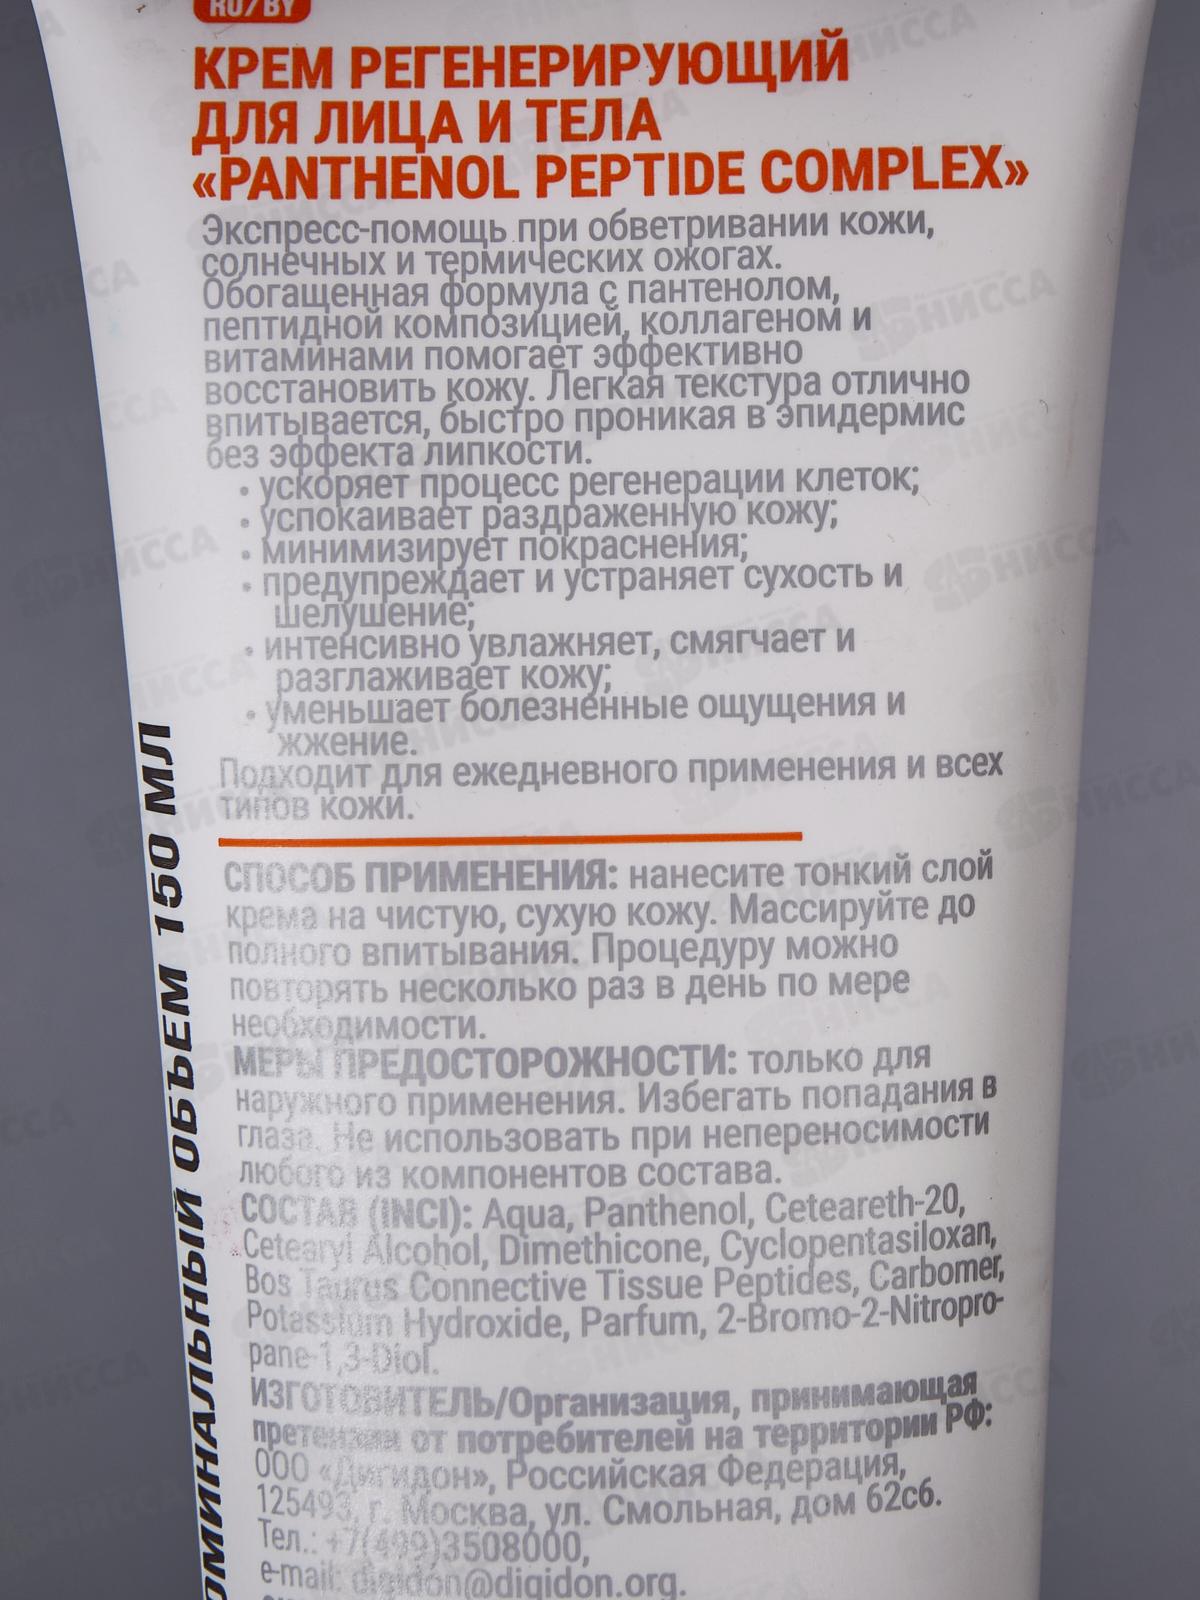 RU/BY
КРЕМ РЕГЕНЕРИРУЮЩИЙ
ДЛЯ ЛИЦА И ТЕЛА
«PANTHENOL PEPTIDE COMPLEX»
Экспресс-помощь при обветривании кожи,
солнечных и термических ожогах.
Обогащенная формула с пантенолом,
пептидной композицией, коллагеном и
витаминами помогает эффективно
восстановить кожу. Легкая текстура отлично
впитывается, быстро проникая в эпидермис
без эффекта липкости.
• ускоряет процесс регенерации клеток;
• успокаивает раздраженную кожу;
• минимизирует покраснения;
• предупреждает и устраняет сухость и
шелушение;
• интенсивно увлажняет, смягчает и
разглаживает кожу;
• уменьшает болезненные ощущения и
жжение.
Подходит для ежедневного применения и всех
типов кожи.
СПОСОБ ПРИМЕНЕНИЯ: нанесите тонкий слой
крема на чистую, сухую кожу. Массируйте до
полного впитывания. Процедуру можно
повторять несколько раз в день по мере
необходимости.
МЕРЫ ПРЕДОСТОРОЖНОСТИ: только для
наружного применения. Избегать попадания в
глаза. Не использовать при непереносимости
любого из компонентов состава.
СОСТАВ (INCI): Aqua, Panthenol, Ceteareth-20,
Cetearyl Alcohol, Dimethicone, Cyclopentasiloxan,
Bos Taurus Connective Tissue Peptides, Carbomer,
Potassium Hydroxide, Parfum, 2-Bromo-2-Nitropro-
pane-1,3-Diol.
ИЗГОТОВИТЕЛЬ/Организация, принимающая
претензии от потребителей на территории РФ:
ООО «Дигидон», Российская Федерация,
125493, г. Москва, ул. Смольная, дом 62сб.
Тел.: +7(499)3508000,
e-mail: digidon@digidon.org.
ОМИНАЛЬНЫЙ ОБЪЕМ 150 МЛ
НИССА